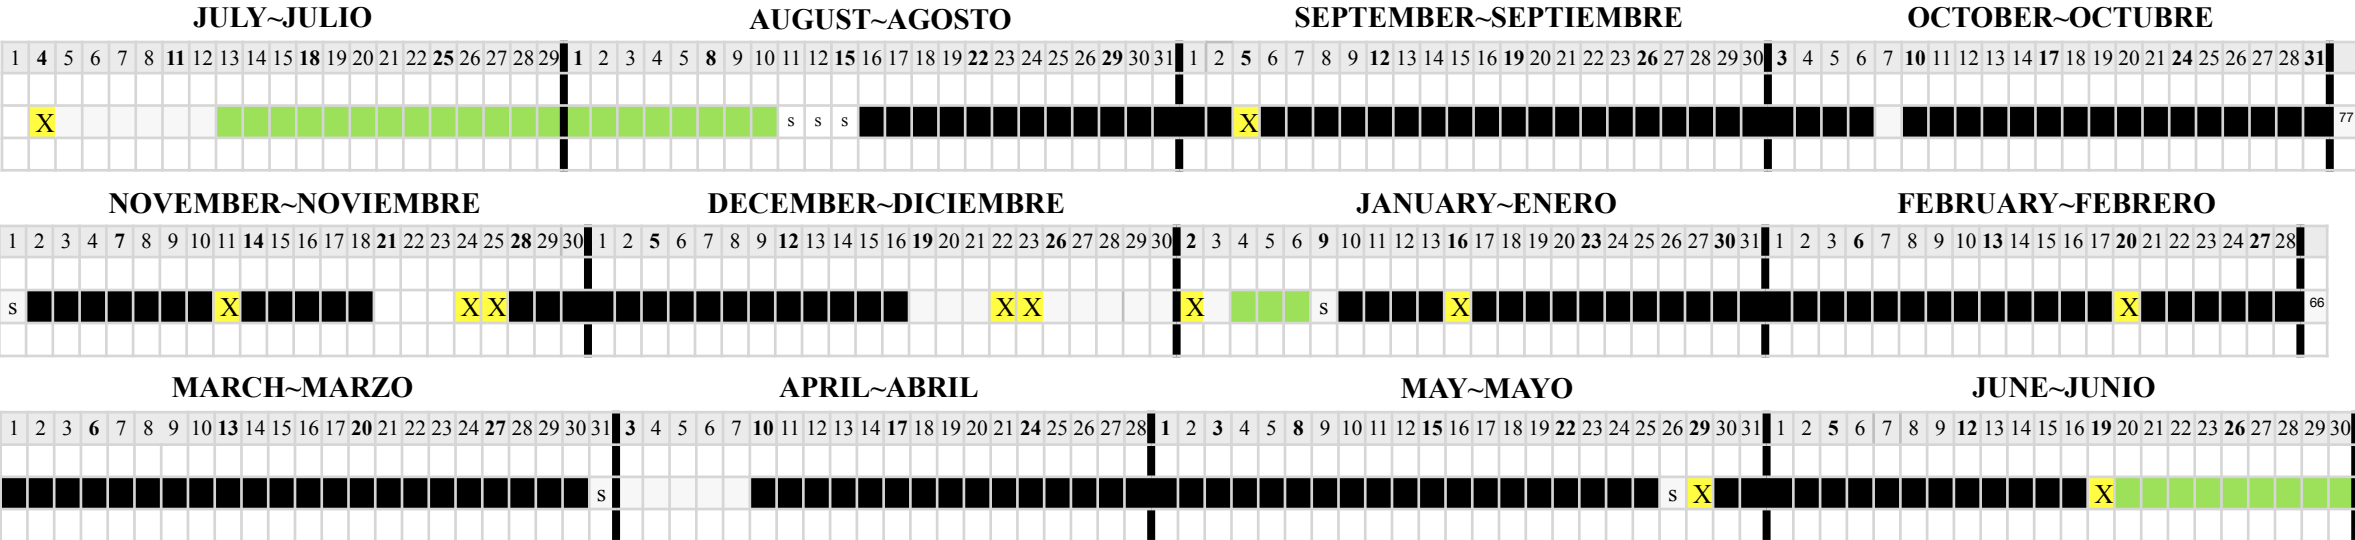 JULY~JULIO AUGUST~AGOSTO SEPTEMBER~SEPTIEMBRE OCTOBER~OCTUBRE
1 4 5 6 7 8 11 12 13 14 15 18 19 20 21 22 25 26 27 28 29 1 2 3 4 5 8 9 10 11 12 15 16 17 18 19 22 23 24 25 26 29 30 31 1 2 5 6 7 8 9 12 13 14 15 16 19 20 21 22 23 26 27 28 29 30 3 4 5 6 7 10 11 12 13 14 17 18 19 20 21 24 25 26 27 28 31
X s s s X 77
NOVEMBER~NOVIEMBRE DECEMBER~DICIEMBRE JANUARY~ENERO FEBRUARY~FEBRERO
1 2 3 4 7 8 9 10 11 14 15 16 17 18 21 22 23 24 25 28 29 30 1 2 5 6 7 8 9 12 13 14 15 16 19 20 21 22 23 26 27 28 29 30 2 3 4 5 6 9 10 11 12 13 16 17 18 19 20 23 24 25 26 27 30 31 1 2 3 6 7 8 9 10 13 14 15 16 17 20 21 22 23 24 27 28
s X X X X X X s X X 66
MARCH~MARZO APRIL~ABRIL MAY~MAYO JUNE~JUNIO
1 2 3 6 7 8 9 10 13 14 15 16 17 20 21 22 23 24 27 28 29 30 31 3 4 5 6 7 10 11 12 13 14 17 18 19 20 21 24 25 26 27 28 1 2 3 4 5 8 9 10 11 12 15 16 17 18 19 22 23 24 25 26 29 30 31 1 2 5 6 7 8 9 12 13 14 15 16 19 20 21 22 23 26 27 28 29 30
s s X X